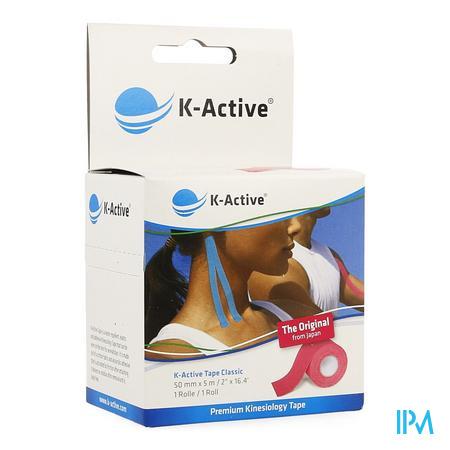 K-Active®
K-Active®
The Original
from Japan
K-Active Tape Classic
50 mm x 5 m / 2" x 16.4'
1 Rolle / 1 Roll
Premium Kinesiology Tape
www.k-active.com
IPM